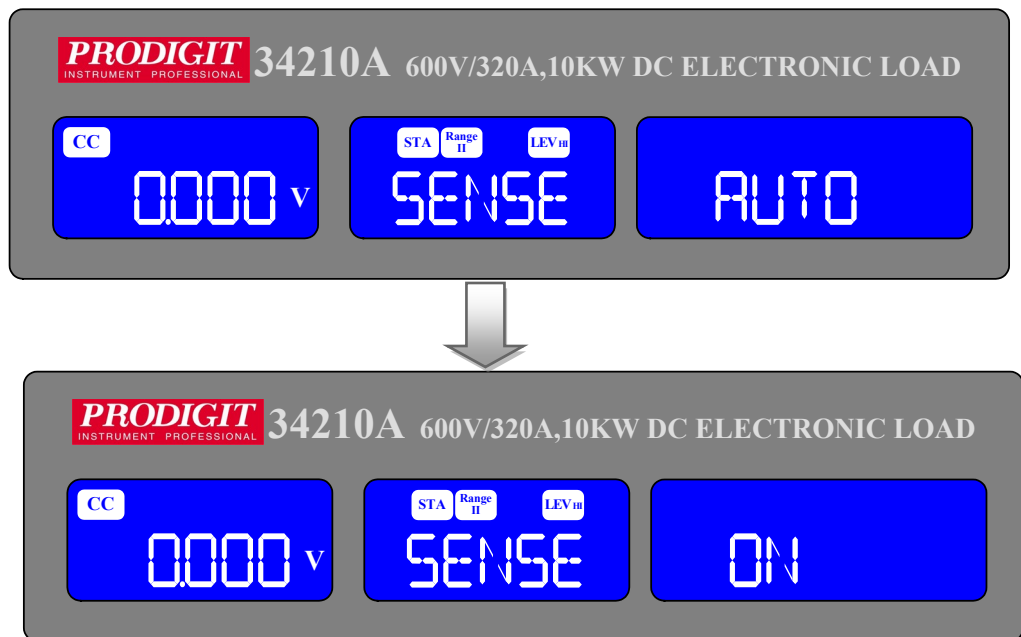 PRODIGIT 34210A 600V/320A,10KW DC ELECTRONIC LOAD
INSTRUMENT PROFESSIONAL
CC STA Range II LEV HI
0.000 V SENSE AUTO
PRODIGIT 34210A 600V/320A,10KW DC ELECTRONIC LOAD
INSTRUMENT PROFESSIONAL
CC STA Range II LEV HI
0.000 V SENSE ON